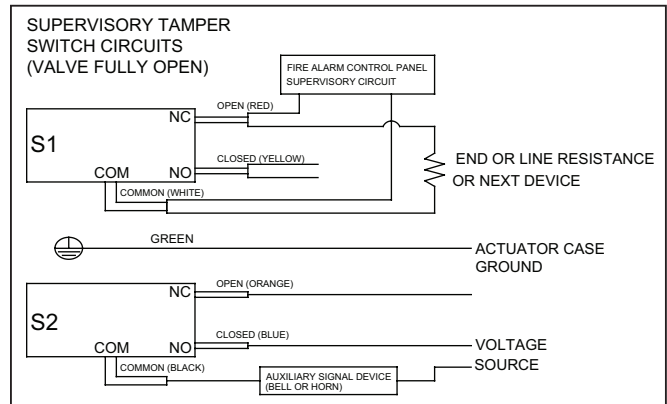 SUPERVISORY TAMPER
SWITCH CIRCUITS
(VALVE FULLY OPEN)
FIRE ALARM CONTROL PANEL
SUPERVISORY CIRCUIT
OPEN (RED)
NC
S1
CLOSED (YELLOW)
END OR LINE RESISTANCE
OR NEXT DEVICE
COM
NO
COMMON (WHITE)
GREEN
ACTUATOR CASE
GROUND
OPEN (ORANGE)
NC
S2
CLOSED (BLUE)
VOLTAGE
SOURCE
COM
NO
COMMON (BLACK)
AUXILIARY SIGNAL DEVICE
(BELL OR HORN)